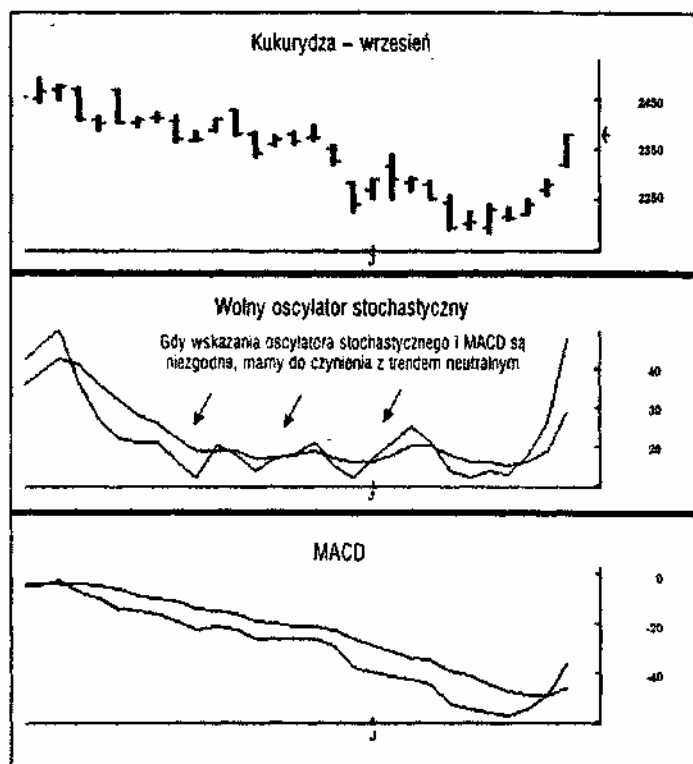 Kukurydza – wrzesień
2450
2350
2250
J
Wolny oscylator stochastyczny
Gdy wskazania oscylatora stochastycznego i MACD są
niezgodne, mamy do czynienia z trendem neutralnym
40
30
20
J
MACD
0
-20
-40
J